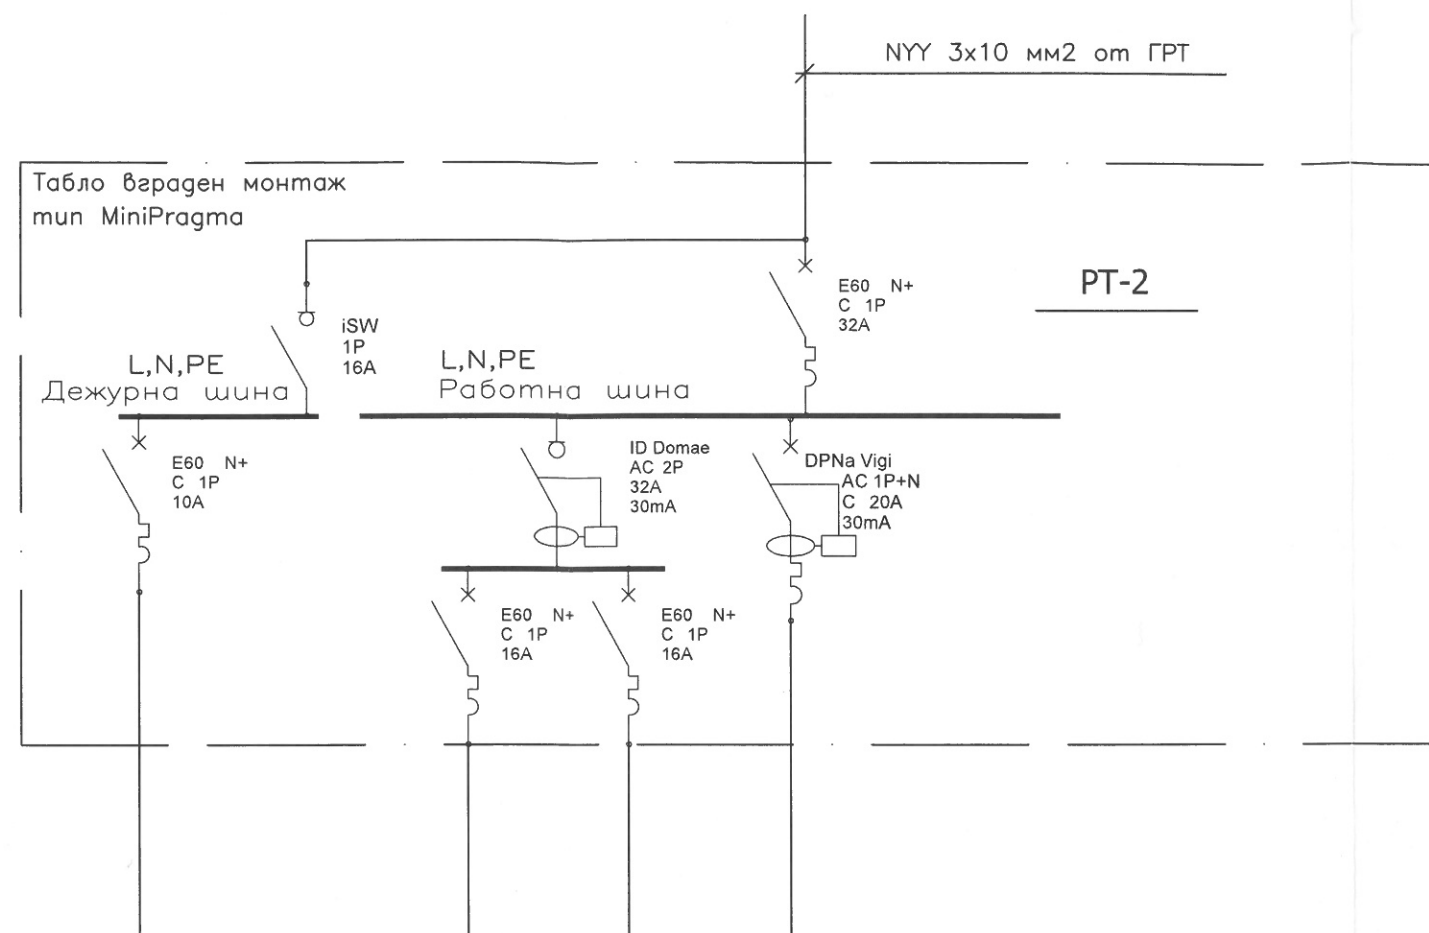 NYY 3x10 мм2 от ГРТ
Табло вграден монтаж
тип MiniPragma
РТ-2
E60 N+
C 1P
32A
iSW
1P
16A
L,N,PE
Дежурна шина
L,N,PE
Работна шина
E60 N+
C 1P
10A
ID Domae
AC 2P
32A
30mA
DPNa Vigi
AC 1P+N
C 20A
30mA
E60 N+
C 1P
16A
E60 N+
C 1P
16A